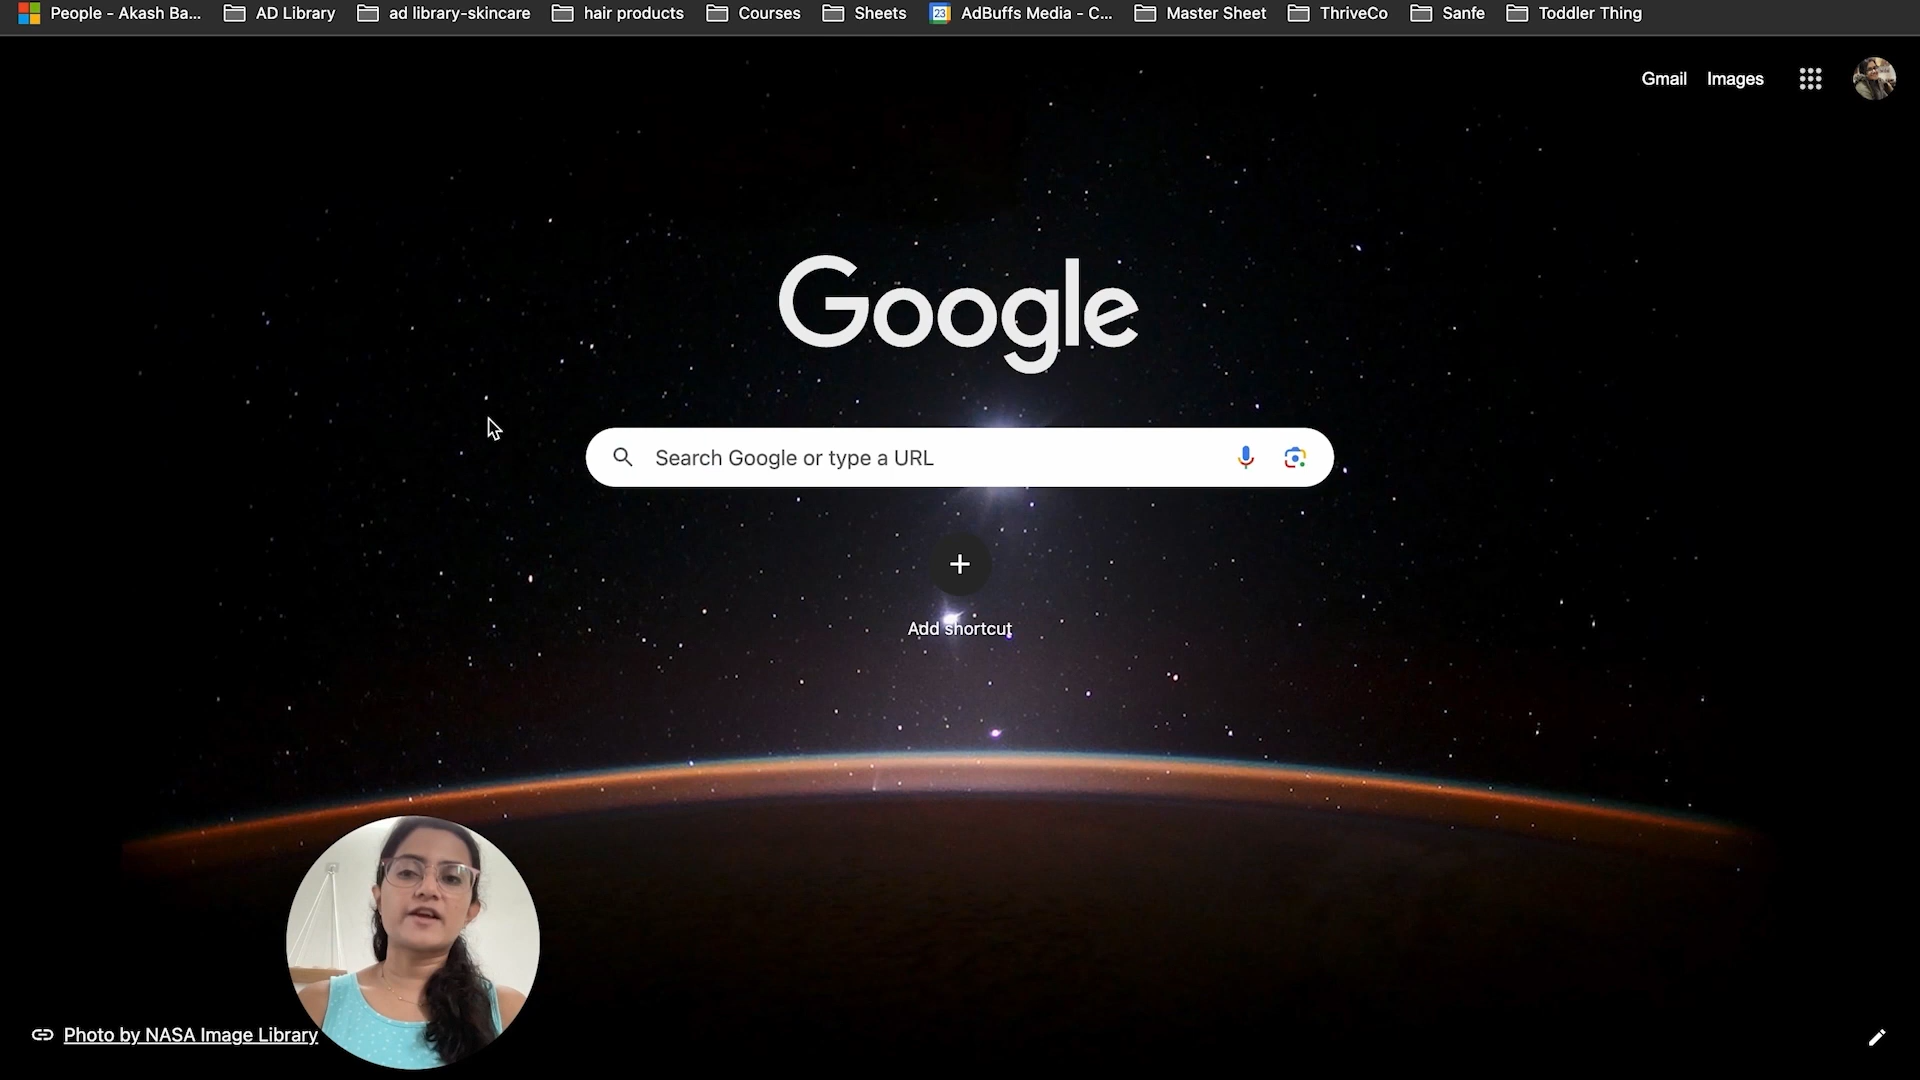 People - Akash Ba... AD Library ad library-skincare hair products Courses Sheets 23 AdBuffs Media - C... Master Sheet ThriveCo Sanfe Toddler Thing
Gmail Images
Google
Search Google or type a URL
Add shortcut
Photo by NASA Image Library